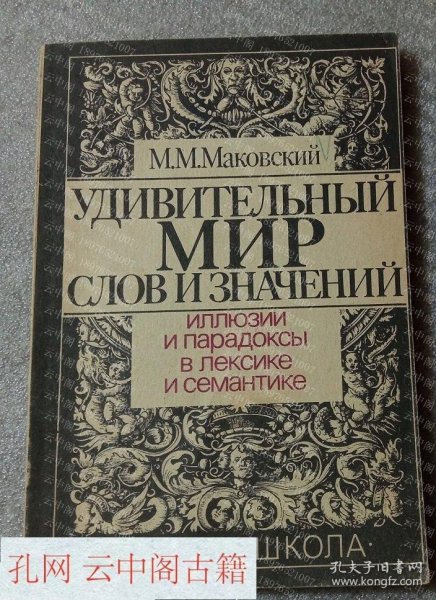 М.М.Маковский
УДИВИТЕЛЬНЫЙ
МИР
СЛОВ И ЗНАЧЕНИЙ
ИЛЛЮЗИИ
И ПАРАДОКСЫ
В ЛЕКСИКЕ
И СЕМАНТИКЕ
ШКОЛА·
孔网 云中阁古籍
孔夫子旧书网
www.kongfz.com